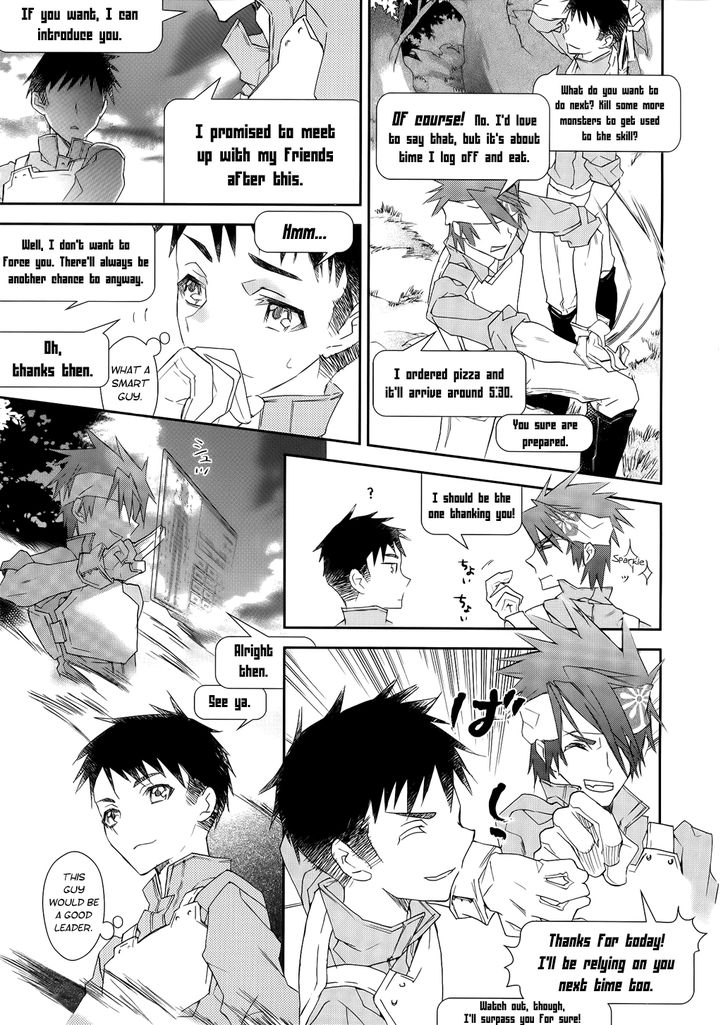 What do you want
to do next? Kill some more
monsters to get used
to the skill?
Of course! No. I'd love
to say that, but it's about
time I log off and eat.
I ordered pizza and
it'll arrive around 5:30.
You sure are
prepared.
I promised to meet
up with my friends
after this.
If you want, I can
introduce you.
Hmm...
Well, I don't want to
force you. There'll always be
another chance to anyway.
Oh,
thanks then.
WHAT A
SMART
GUY.
I should be the
one thanking you!
?
Sparkle
ちょい
ちょい
シュッ
Alright
then.
See ya.
ばっ
Thanks for today!
I'll be relying on you
next time too.
Watch out, though,
I'll surpass you for sure!
THIS
GUY
WOULD BE
A GOOD
LEADER.